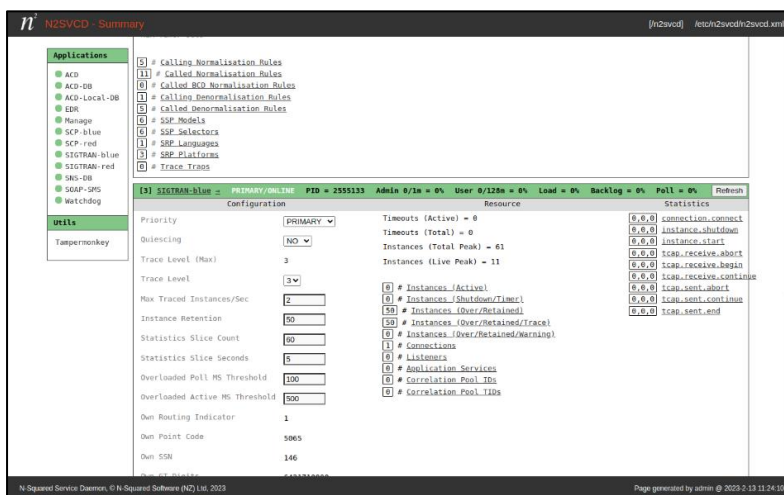 n² N2SVCD - Summary [/n2svcd] /etc/n2svcd/n2svcd.xml
Applications
ACD
ACD-DB
ACD-Local-DB
EDR
Manage
SCP-blue
SCP-red
SIGTRAN-blue
SIGTRAN-red
SNS-DB
SOAP-SMS
Watchdog
Utils
Tampermonkey
5 # Calling Normalisation Rules
11 # Called Normalisation Rules
0 # Called BCD Normalisation Rules
1 # Calling Denormalisation Rules
5 # Called Denormalisation Rules
6 # SSP Models
6 # SSP Selectors
1 # SRP Languages
3 # SRP Platforms
0 # Trace Traps
[3] SIGTRAN-blue → PRIMARY/ONLINE PID = 2555133 Admin 0/1m = 0% User 0/128m = 0% Load = 0% Backlog = 0% Poll = 0% Refresh
Configuration
Priority PRIMARY
Quiescing NO
Trace Level (Max) 3
Trace Level 3
Max Traced Instances/Sec 2
Instance Retention 50
Statistics Slice Count 60
Statistics Slice Seconds 5
Overloaded Poll MS Threshold 100
Overloaded Active MS Threshold 500
Own Routing Indicator 1
Own Point Code 5065
Own SSN 146
Resource
Timeouts (Active) = 0
Timeouts (Total) = 0
Instances (Total Peak) = 61
Instances (Live Peak) = 11
0 # Instances (Active)
0 # Instances (Shutdown/Timer)
50 # Instances (Over/Retained)
50 # Instances (Over/Retained/Trace)
0 # Instances (Over/Retained/Warning)
1 # Connections
0 # Listeners
0 # Application Services
0 # Correlation Pool IDs
0 # Correlation Pool TIDs
Statistics
0,0,0 connection.connect
0,0,0 instance.shutdown
0,0,0 instance.start
0,0,0 tcap.receive.abort
0,0,0 tcap.receive.begin
0,0,0 tcap.receive.continue
0,0,0 tcap.sent.abort
0,0,0 tcap.sent.continue
0,0,0 tcap.sent.end
N-Squared Service Daemon, © N-Squared Software (NZ) Ltd, 2023 Page generated by admin @ 2023-2-13 11:24:10